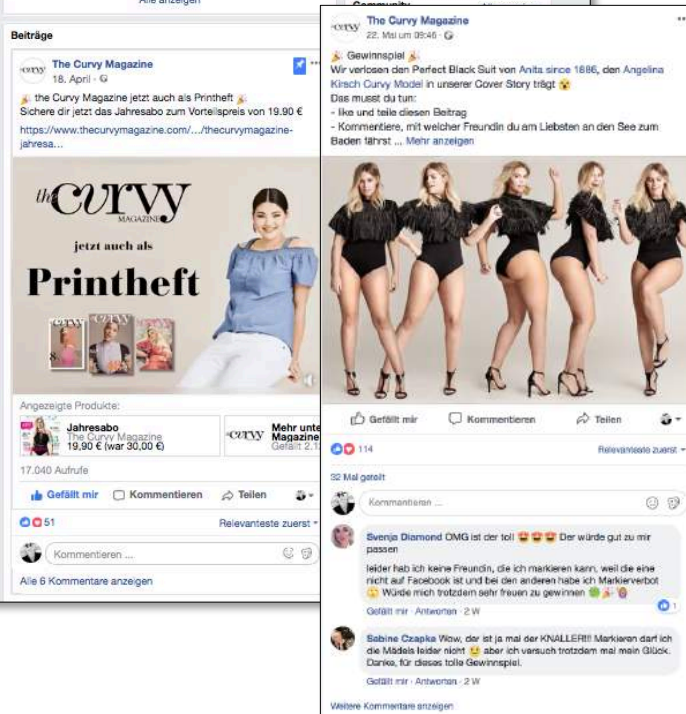 Alle anzeigen
Beiträge
The Curvy Magazine
18. April ·
the Curvy Magazine jetzt auch als Printheft
Sichere dir jetzt das Jahresabo zum Vorteilspreis von 19.90 €
https://www.thecurvymagazine.com/.../thecurvymagazine-
jahresa...
the CURVY
MAGAZINE
jetzt auch als
Printheft
Angezeigte Produkte:
Jahresabo
The Curvy Magazine
19,90 € (war 30,00 €)
Mehr unte
Magazine
Gefällt 2.1
17.040 Aufrufe
Gefällt mir Kommentieren Teilen
51 Relevanteste zuerst
Kommentieren ...
Alle 6 Kommentare anzeigen
Community
The Curvy Magazine
22. Mai um 09:46 ·
Gewinnspiel
Wir verlosen den Perfect Black Suit von Anita since 1886, den Angelina
Kirsch Curvy Model in unserer Cover Story trägt
Das musst du tun:
- like und teile diesen Beitrag
- Kommentiere, mit welcher Freundin du am Liebsten an den See zum
Baden fährst ... Mehr anzeigen
Gefällt mir Kommentieren Teilen
114 Relevanteste zuerst
32 Mal geteilt
Kommentieren ...
Svenja Diamond OMG ist der toll Der würde gut zu mir
passen
leider hab ich keine Freundin, die ich markieren kann, weil die eine
nicht auf Facebook ist und bei den anderen habe ich Markierverbot
Würde mich trotzdem sehr freuen zu gewinnen
Gefällt mir · Antworten · 2 W
1
Sabine Czapka Wow, der ist ja mal der KNALLER!!! Markieren darf ich
die Mädels leider nicht aber ich versuch trotzdem mal mein Glück.
Danke, für dieses tolle Gewinnspiel.
Gefällt mir · Antworten · 2 W
Weitere Kommentare anzeigen